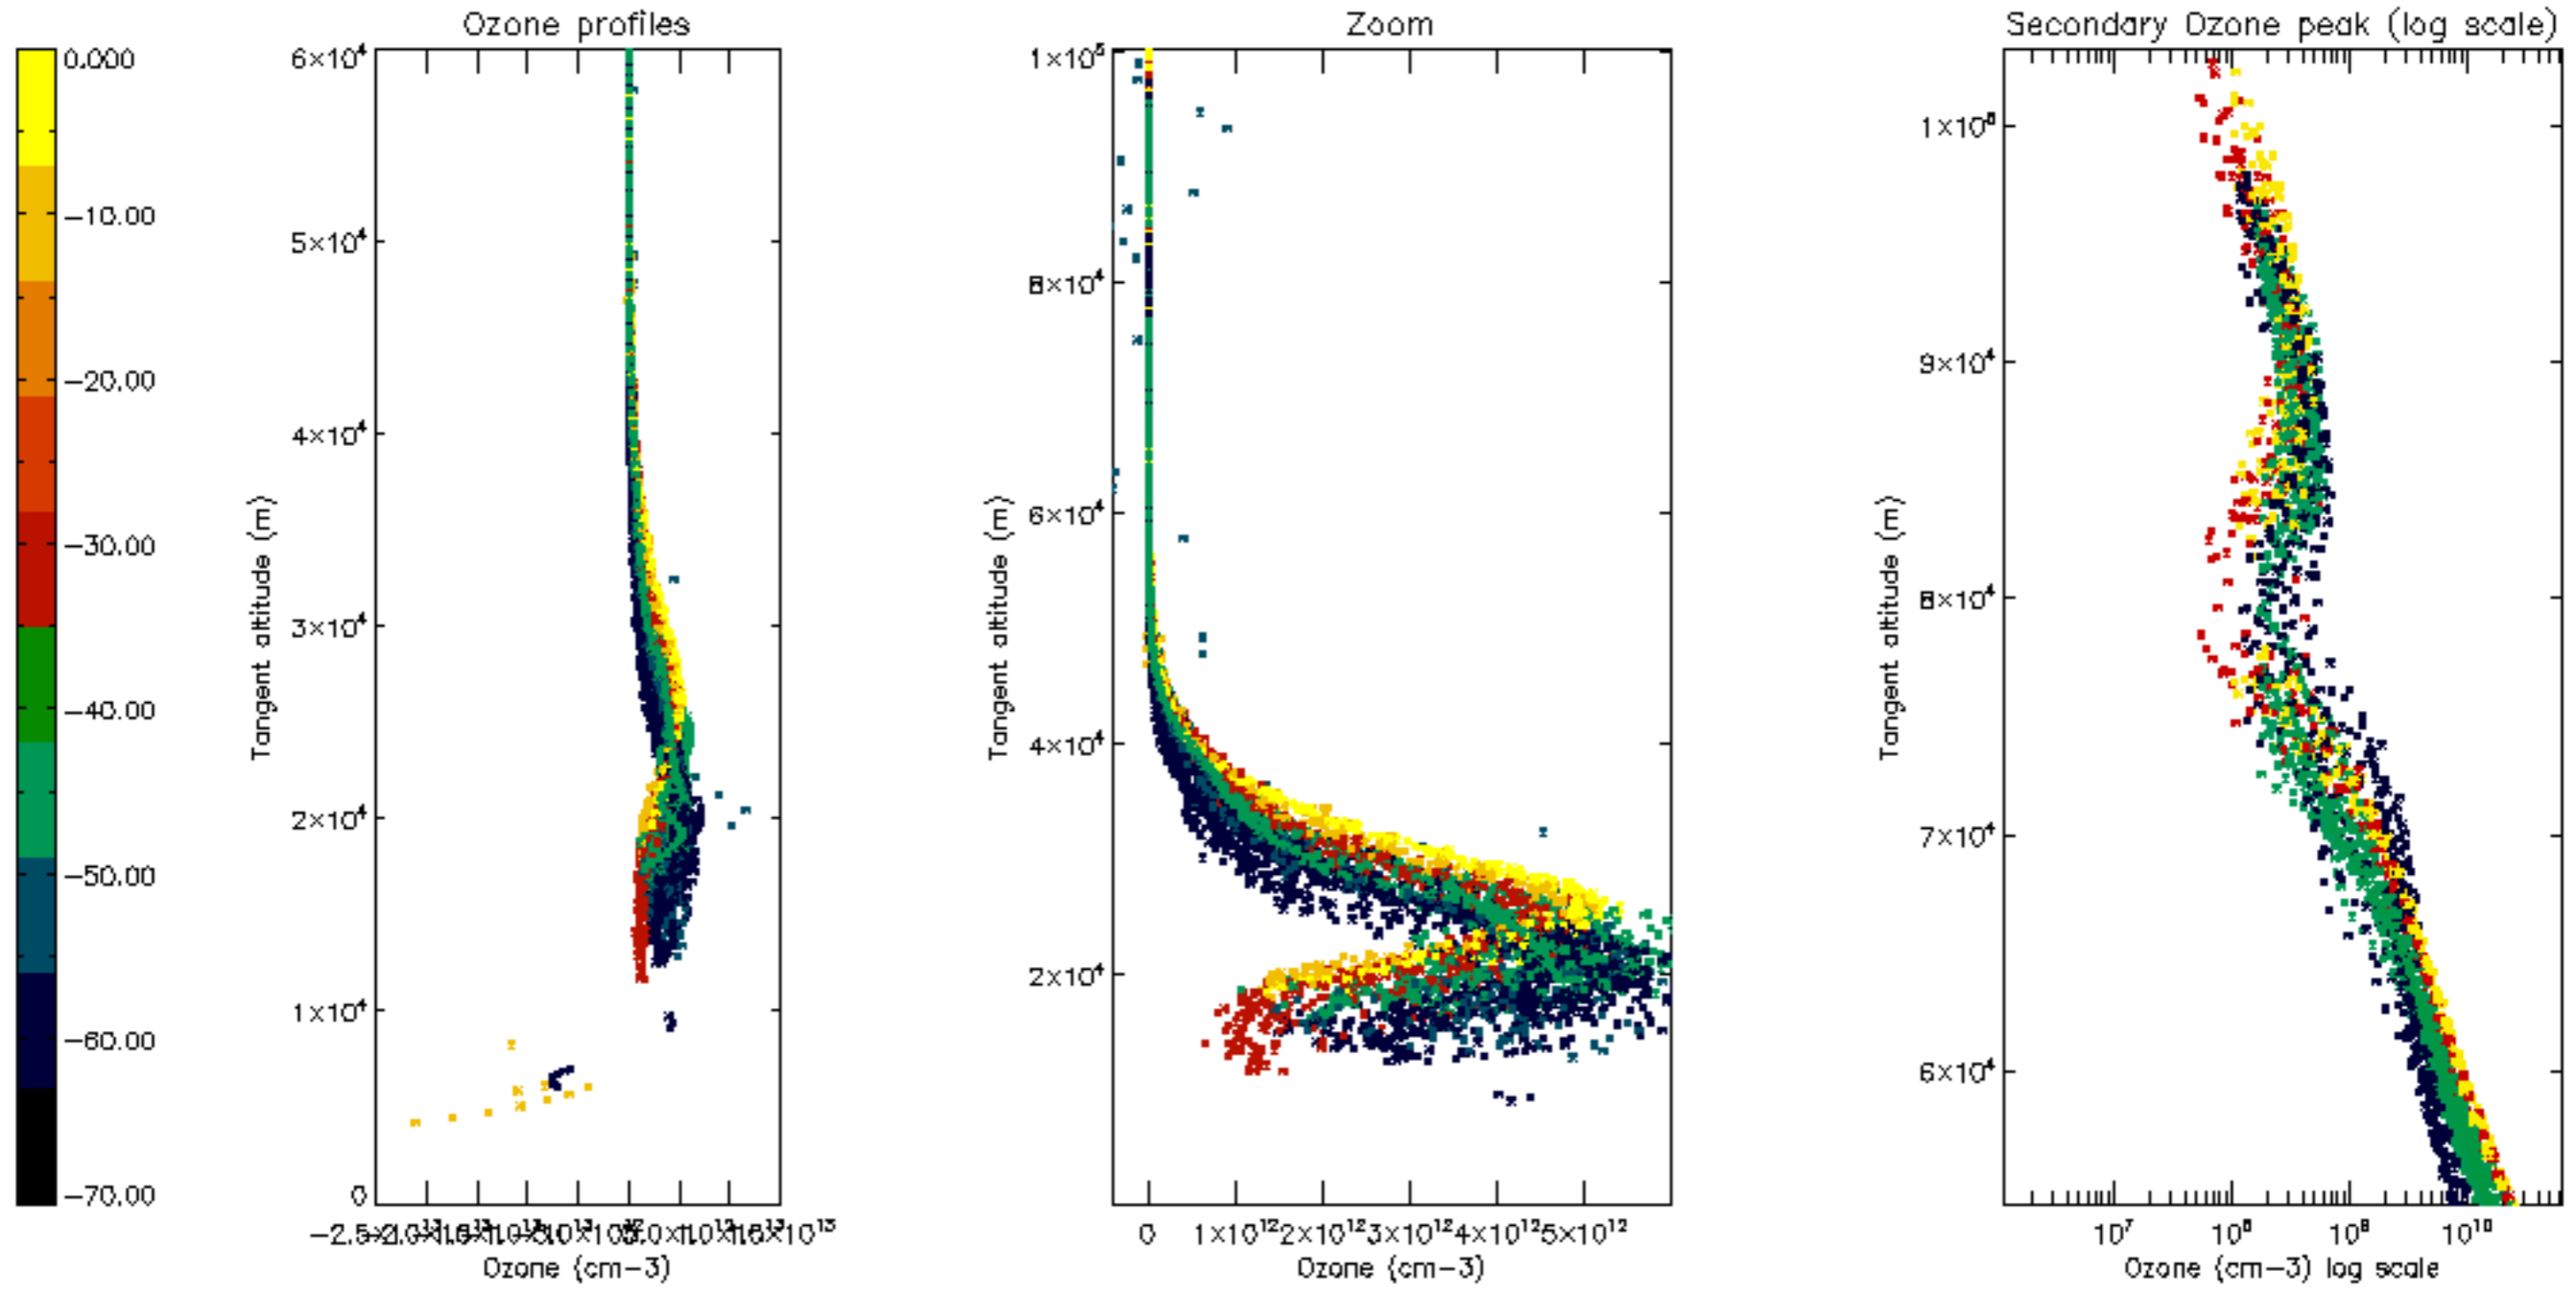 Ozone profiles
Zoom
Secondary Ozone peak (log scale)
0.000
−10.00
−20.00
−30.00
−40.00
−50.00
−60.00
−70.00
6×10⁴
5×10⁴
4×10⁴
3×10⁴
2×10⁴
1×10⁴
0
Tangent altitude (m)
Ozone (cm−3)
1×10⁵
8×10⁴
6×10⁴
4×10⁴
2×10⁴
Tangent altitude (m)
0 1×10¹² 2×10¹² 3×10¹² 4×10¹² 5×10¹²
Ozone (cm−3)
1×10⁵
9×10⁴
8×10⁴
7×10⁴
6×10⁴
Tangent altitude (m)
10⁷ 10⁸ 10⁹ 10¹⁰
Ozone (cm−3) log scale